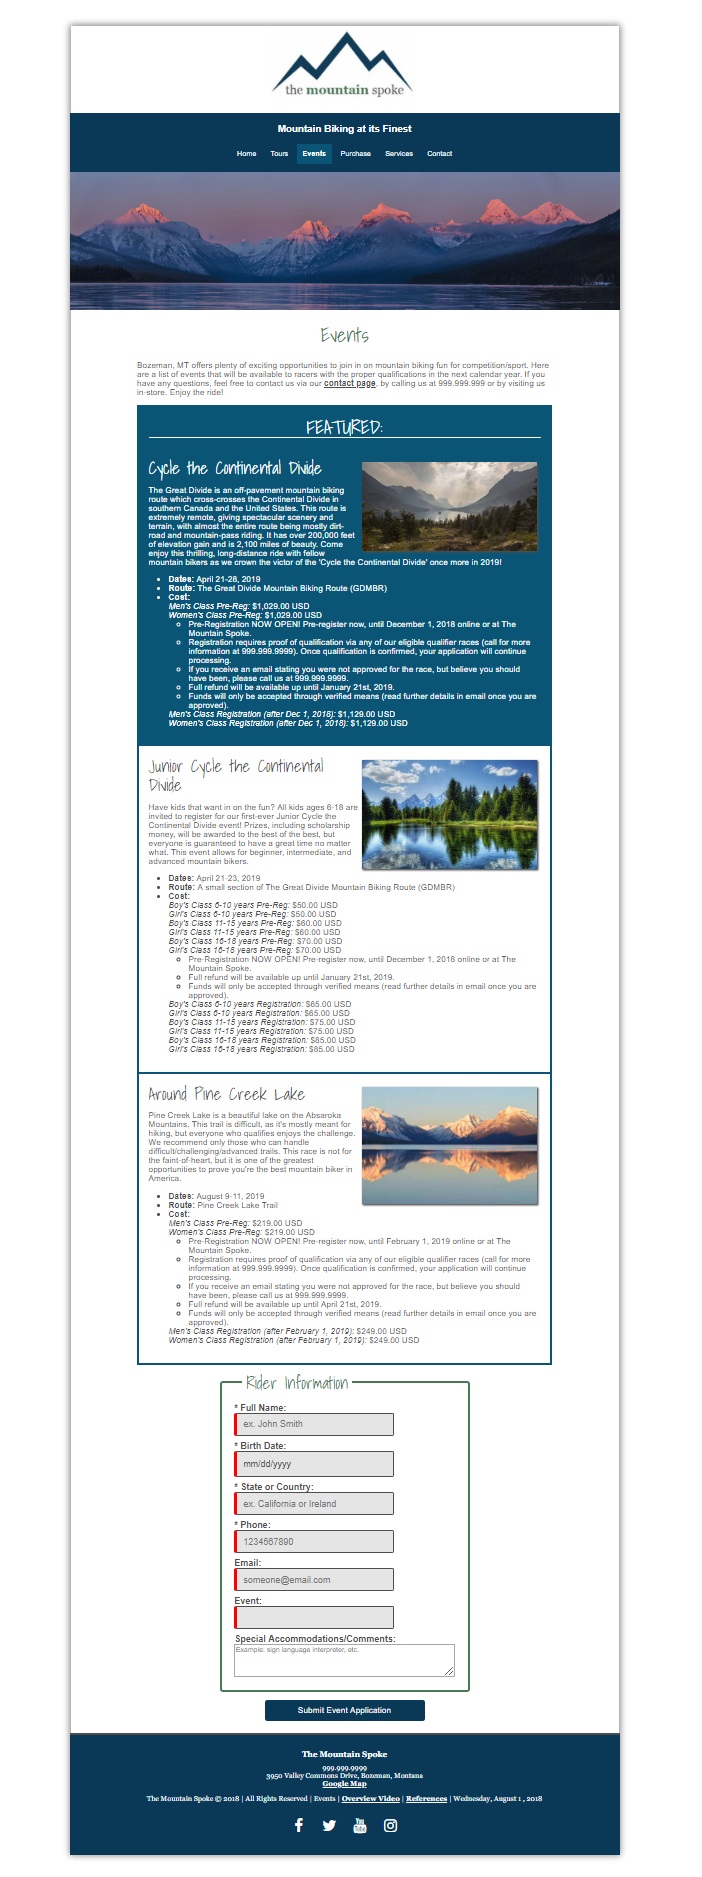 the mountain spoke
Mountain Biking at its Finest
Home Tours Events Purchase Services Contact
Events
Bozeman, MT offers plenty of exciting opportunities to join in on mountain biking fun for competition/sport. Here
are a list of events that will be available to racers with the proper qualifications in the next calendar year. If you
have any questions, feel free to contact us via our contact page, by calling us at 999.999.999 or by visiting us
in-store. Enjoy the ride!
FEATURED:
Cycle the Continental Divide
The Great Divide is an off-pavement mountain biking
route which cross-crosses the Continental Divide in
southern Canada and the United States. This route is
extremely remote, giving spectacular scenery and
terrain, with almost the entire route being mostly dirt-
road and mountain-pass riding. It has over 200,000 feet
of elevation gain and is 2,100 miles of beauty. Come
enjoy this thrilling, long-distance ride with fellow
mountain bikers as we crown the victor of the 'Cycle the Continental Divide' once more in 2019!
Dates: April 21-28, 2019
Route: The Great Divide Mountain Biking Route (GDMBR)
Cost:
Men's Class Pre-Reg: $1,029.00 USD
Women's Class Pre-Reg: $1,029.00 USD
Pre-Registration NOW OPEN! Pre-register now, until December 1, 2018 online or at The
Mountain Spoke.
Registration requires proof of qualification via any of our eligible qualifier races (call for more
information at 999.999.9999). Once qualification is confirmed, your application will continue
processing.
If you receive an email stating you were not approved for the race, but believe you should
have been, please call us at 999.999.9999.
Full refund will be available up until January 21st, 2019.
Funds will only be accepted through verified means (read further details in email once you are
approved).
Men's Class Registration (after Dec 1, 2018): $1,129.00 USD
Women's Class Registration (after Dec 1, 2018): $1,129.00 USD
Junior Cycle the Continental
Divide
Have kids that want in on the fun? All kids ages 6-18 are
invited to register for our first-ever Junior Cycle the
Continental Divide event! Prizes, including scholarship
money, will be awarded to the best of the best, but
everyone is guaranteed to have a great time no matter
what. This event allows for beginner, intermediate, and
advanced mountain bikers.
Dates: April 21-23, 2019
Route: A small section of The Great Divide Mountain Biking Route (GDMBR)
Cost:
Boy's Class 6-10 years Pre-Reg: $50.00 USD
Girl's Class 6-10 years Pre-Reg: $50.00 USD
Boy's Class 11-15 years Pre-Reg: $60.00 USD
Girl's Class 11-15 years Pre-Reg: $60.00 USD
Boy's Class 16-18 years Pre-Reg: $70.00 USD
Girl's Class 16-18 years Pre-Reg: $70.00 USD
Pre-Registration NOW OPEN! Pre-register now, until December 1, 2018 online or at The
Mountain Spoke.
Full refund will be available up until January 21st, 2019.
Funds will only be accepted through verified means (read further details in email once you are
approved).
Boy's Class 6-10 years Registration: $65.00 USD
Girl's Class 6-10 years Registration: $65.00 USD
Boy's Class 11-15 years Registration: $75.00 USD
Girl's Class 11-15 years Registration: $75.00 USD
Boy's Class 16-18 years Registration: $85.00 USD
Girl's Class 16-18 years Registration: $85.00 USD
Around Pine Creek Lake
Pine Creek Lake is a beautiful lake on the Absaroka
Mountains. This trail is difficult, as it's mostly meant for
hiking, but everyone who qualifies enjoys the challenge.
We recommend only those who can handle
difficult/challenging/advanced trails. This race is not for
the faint-of-heart, but it is one of the greatest
opportunities to prove you're the best mountain biker in
America.
Dates: August 9-11, 2019
Route: Pine Creek Lake Trail
Cost:
Men's Class Pre-Reg: $219.00 USD
Women's Class Pre-Reg: $219.00 USD
Pre-Registration NOW OPEN! Pre-register now, until February 1, 2019 online or at The
Mountain Spoke.
Registration requires proof of qualification via any of our eligible qualifier races (call for more
information at 999.999.9999). Once qualification is confirmed, your application will continue
processing.
If you receive an email stating you were not approved for the race, but believe you should
have been, please call us at 999.999.9999.
Full refund will be available up until April 21st, 2019.
Funds will only be accepted through verified means (read further details in email once you are
approved).
Men's Class Registration (after February 1, 2019): $249.00 USD
Women's Class Registration (after February 1, 2019): $249.00 USD
Rider Information
* Full Name:
ex. John Smith
* Birth Date:
mm/dd/yyyy
* State or Country:
ex. California or Ireland
* Phone:
1234567890
Email:
someone@email.com
Event:
Special Accommodations/Comments:
Example: sign language interpreter, etc.
Submit Event Application
The Mountain Spoke
999-999-9999
3950 Valley Commons Drive, Bozeman, Montana
Google Map
The Mountain Spoke © 2018 | All Rights Reserved | Events | Overview Video | References | Wednesday, August 1 , 2018
You Tube